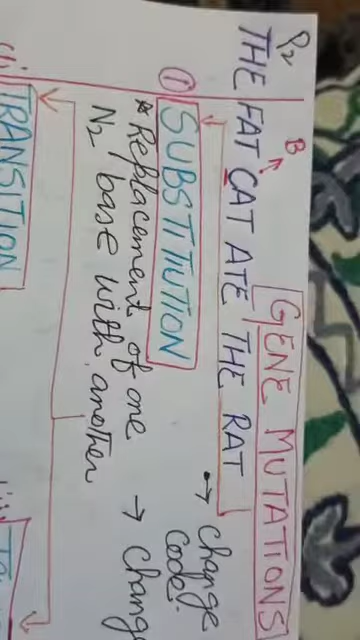 P2
GENE MUTATIONS
B
THE FAT CAT ATE THE RAT
→ change
code.
① SUBSTITUTION
* Replacement of one
N2 base with another
→ change
(i) TRANSITION